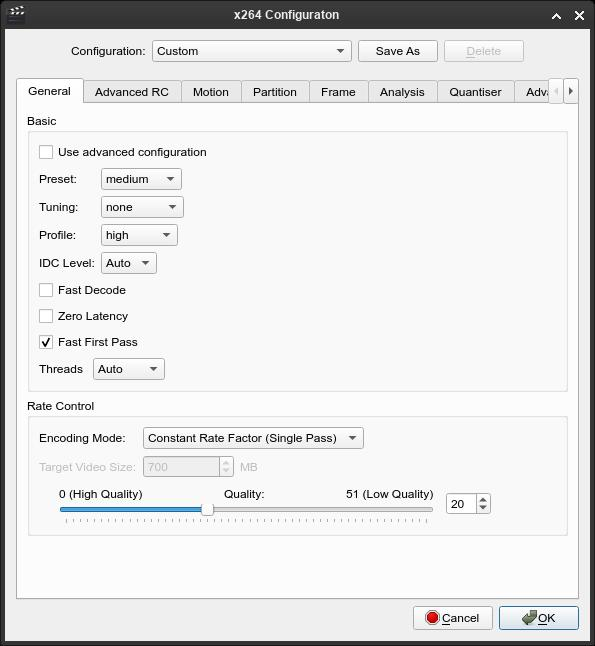 x264 Configuraton
Configuration: Custom Save As Delete
General Advanced RC Motion Partition Frame Analysis Quantiser
Basic
Use advanced configuration
Preset: medium
Tuning: none
Profile: high
IDC Level: Auto
Fast Decode
Zero Latency
Fast First Pass
Threads Auto
Rate Control
Encoding Mode: Constant Rate Factor (Single Pass)
Target Video Size: 700 MB
0 (High Quality) Quality: 51 (Low Quality)
20
Cancel OK